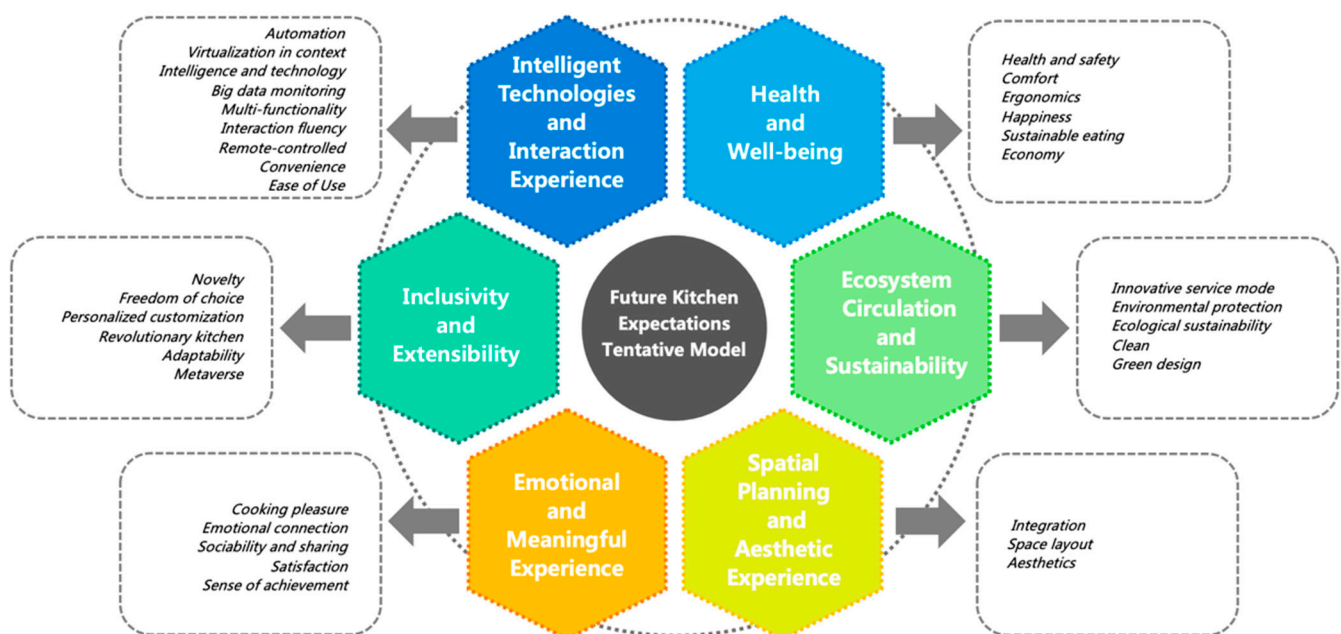 Automation
Virtualization in context
Intelligence and technology
Big data monitoring
Multi-functionality
Interaction fluency
Remote-controlled
Convenience
Ease of Use
Intelligent
Technologies
and
Interaction
Experience
Health
and
Well-being
Health and safety
Comfort
Ergonomics
Happiness
Sustainable eating
Economy
Novelty
Freedom of choice
Personalized customization
Revolutionary kitchen
Adaptability
Metaverse
Inclusivity
and
Extensibility
Future Kitchen
Expectations
Tentative Model
Ecosystem
Circulation
and
Sustainability
Innovative service mode
Environmental protection
Ecological sustainability
Clean
Green design
Cooking pleasure
Emotional connection
Sociability and sharing
Satisfaction
Sense of achievement
Emotional
and
Meaningful
Experience
Spatial
Planning
and
Aesthetic
Experience
Integration
Space layout
Aesthetics